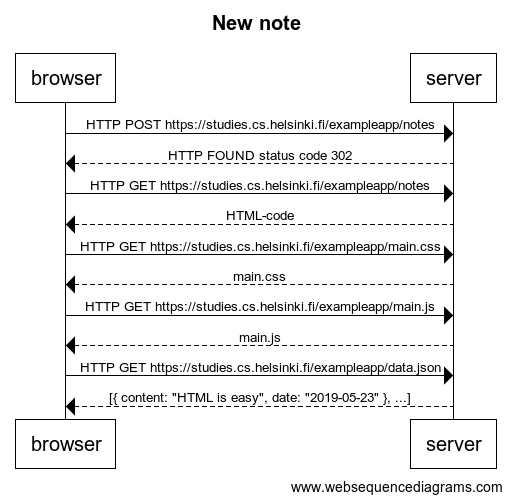 New note
browser
server
HTTP POST https://studies.cs.helsinki.fi/exampleapp/notes
HTTP FOUND status code 302
HTTP GET https://studies.cs.helsinki.fi/exampleapp/notes
HTML-code
HTTP GET https://studies.cs.helsinki.fi/exampleapp/main.css
main.css
HTTP GET https://studies.cs.helsinki.fi/exampleapp/main.js
main.js
HTTP GET https://studies.cs.helsinki.fi/exampleapp/data.json
[{ content: "HTML is easy", date: "2019-05-23" }, ...]
browser
server
www.websequencediagrams.com